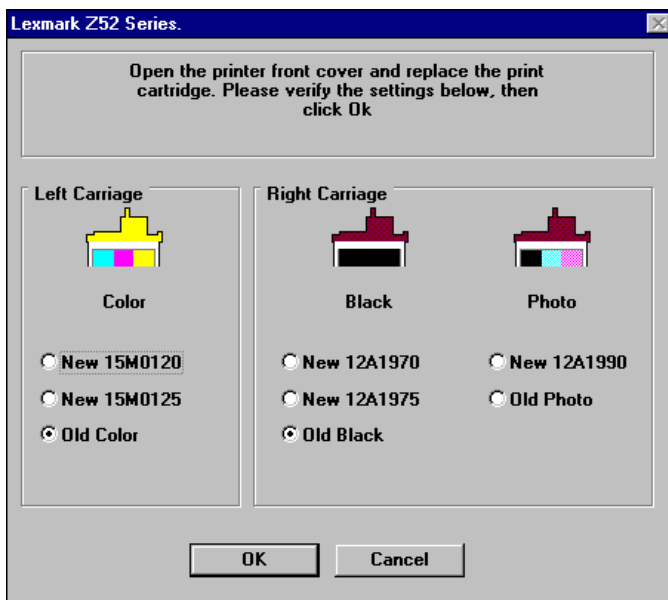 Lexmark Z52 Series.
Open the printer front cover and replace the print
cartridge. Please verify the settings below, then
click Ok
Left Carriage
Color
New 15M0120
New 15M0125
Old Color
Right Carriage
Black
Photo
New 12A1970
New 12A1990
New 12A1975
Old Photo
Old Black
OK
Cancel